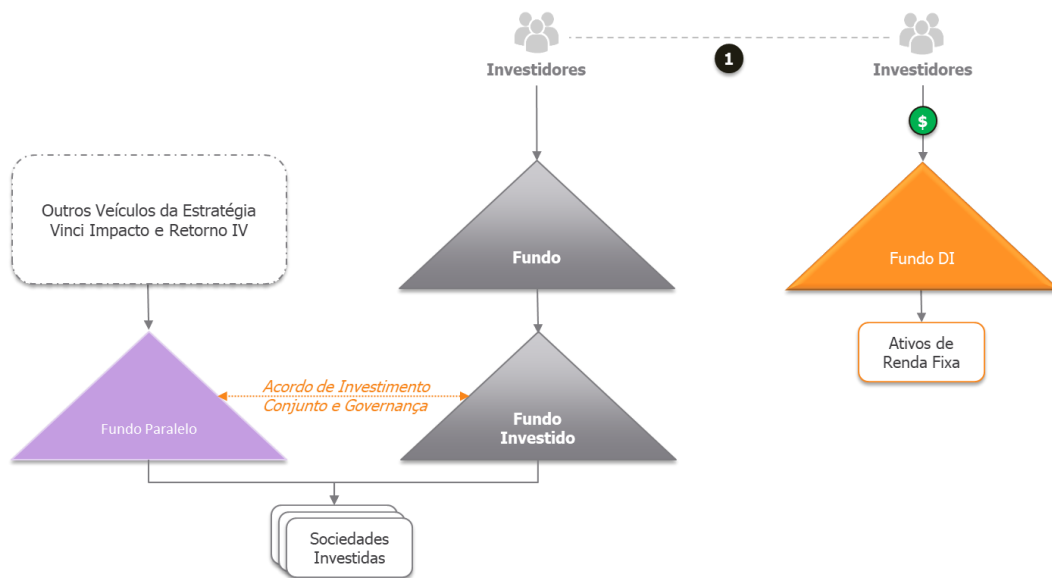 1
Investidores
Investidores
$
Outros Veículos da Estratégia
Vinci Impacto e Retorno IV
Fundo
Fundo DI
Ativos de
Renda Fixa
Acordo de Investimento
Conjunto e Governança
Fundo Paralelo
Fundo
Investido
Sociedades
Investidas